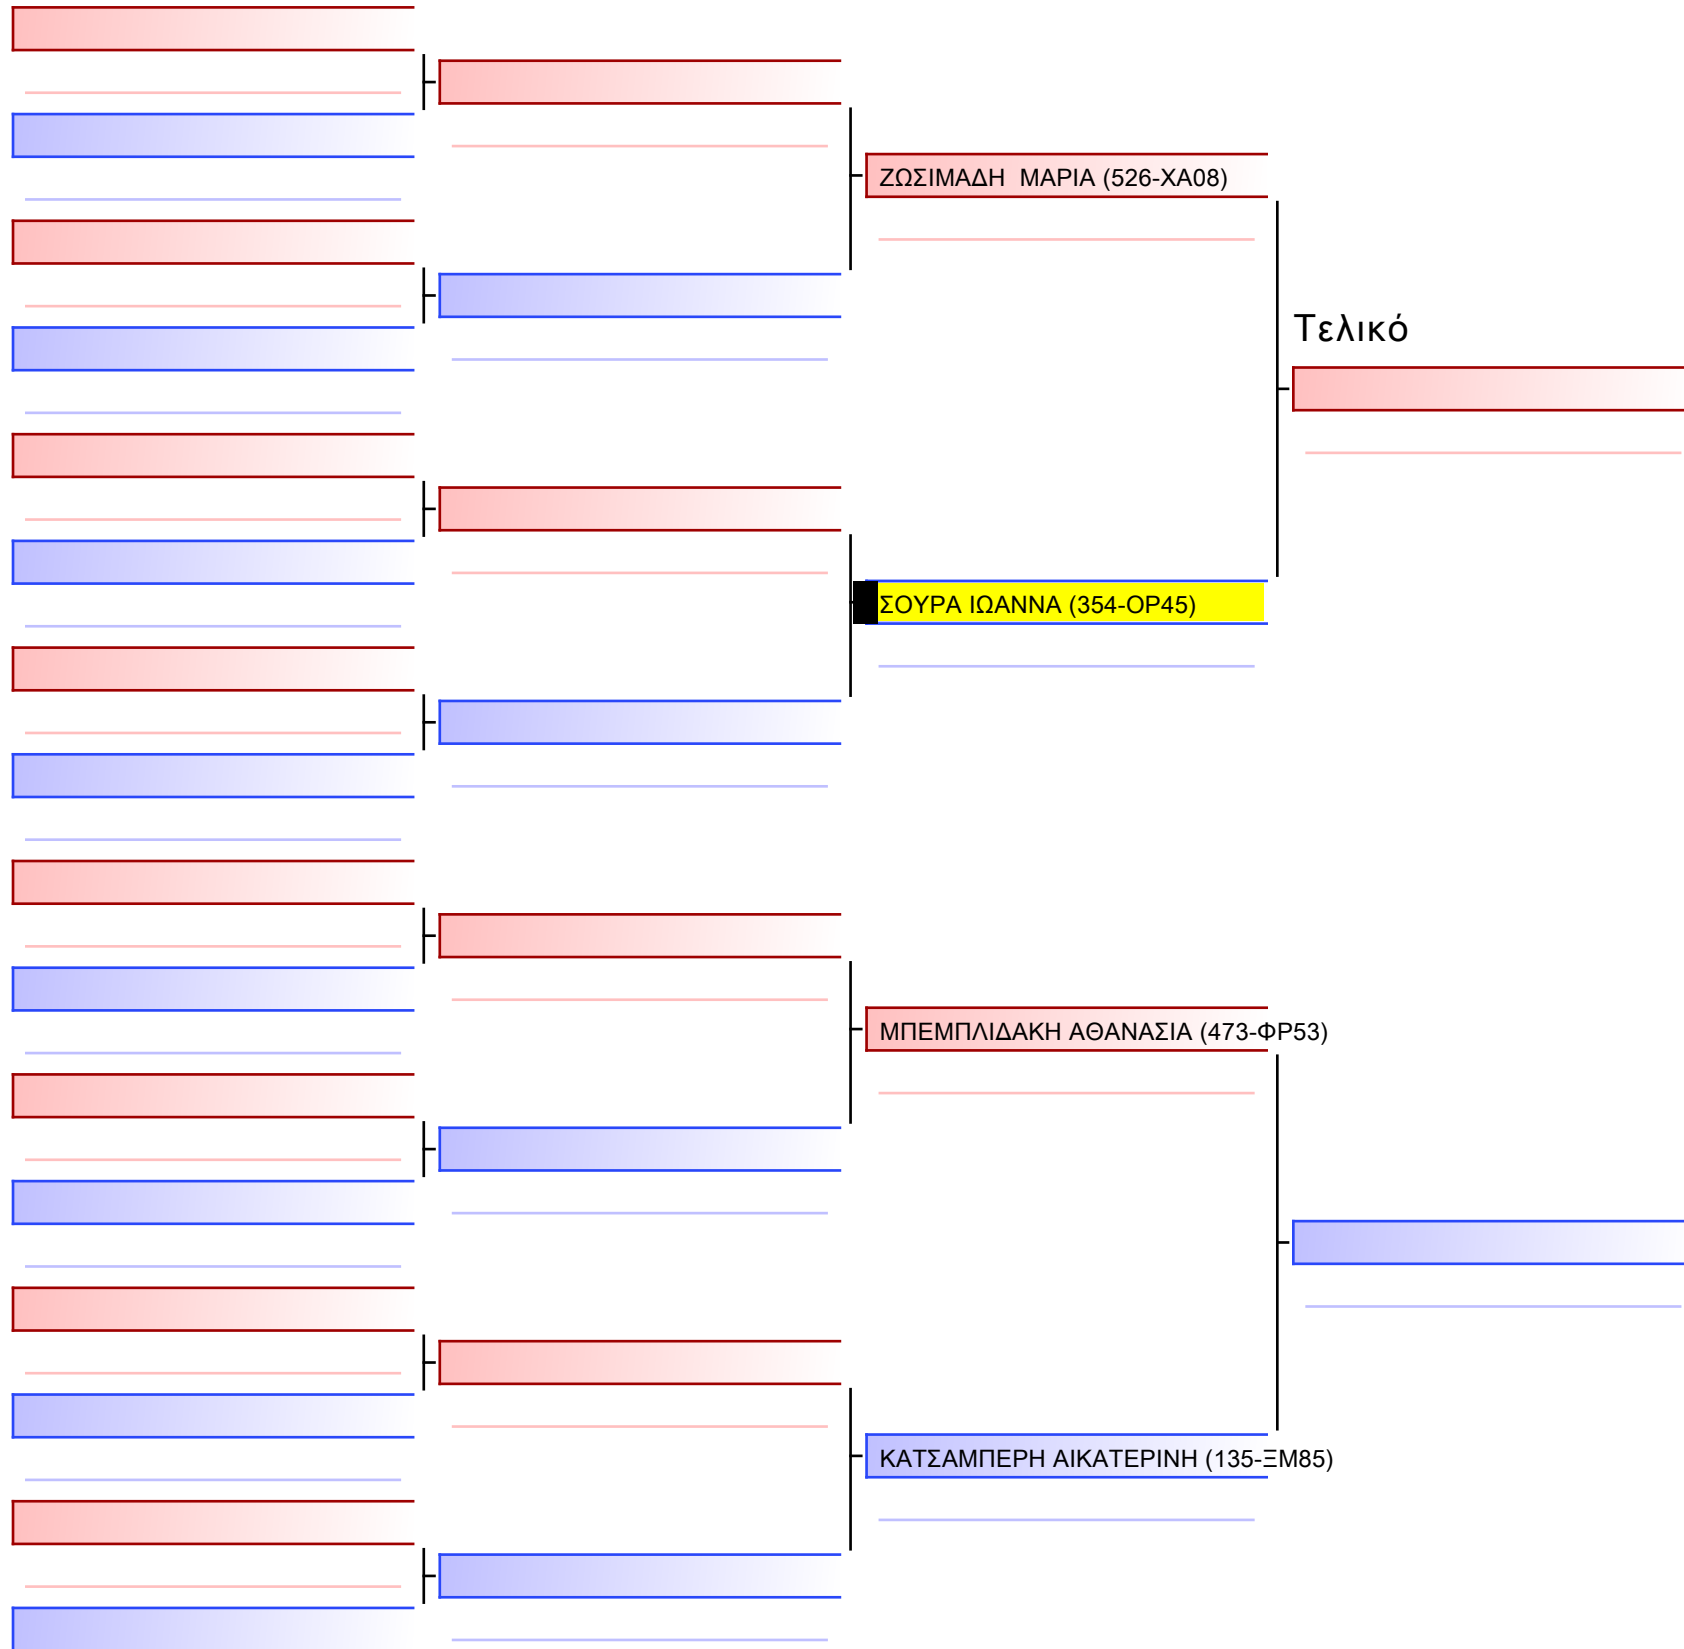 ΖΩΣΙΜΑΔΗ  ΜΑΡΙΑ (526-ΧΑ08)
Τελικό
ΣΟΥΡΑ ΙΩΑΝΝΑ (354-ΟΡ45)
ΜΠΕΜΠΛΙΔΑΚΗ ΑΘΑΝΑΣΙΑ (473-ΦΡ53)
ΚΑΤΣΑΜΠΕΡΗ ΑΙΚΑΤΕΡΙΝΗ (135-ΞΜ85)